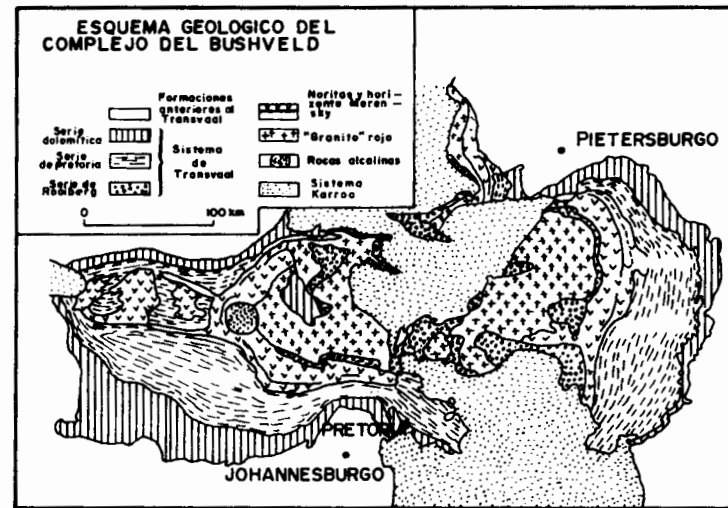 ESQUEMA GEOLOGICO DEL
COMPLEJO DEL BUSHVELD
Formaciones
anteriores al
Transvaal
Serie
dolomítica
Serie
de pretoria
Serie de
Rooiberg
Sistema
de
Transvaal
Noritas y hori-
zonte Meren-
sky
"Granito" rojo
Rocas alcalinas
Sistema
Karroo
0 100 km
PIETERSBURGO
PRETORIA
JOHANNESBURGO